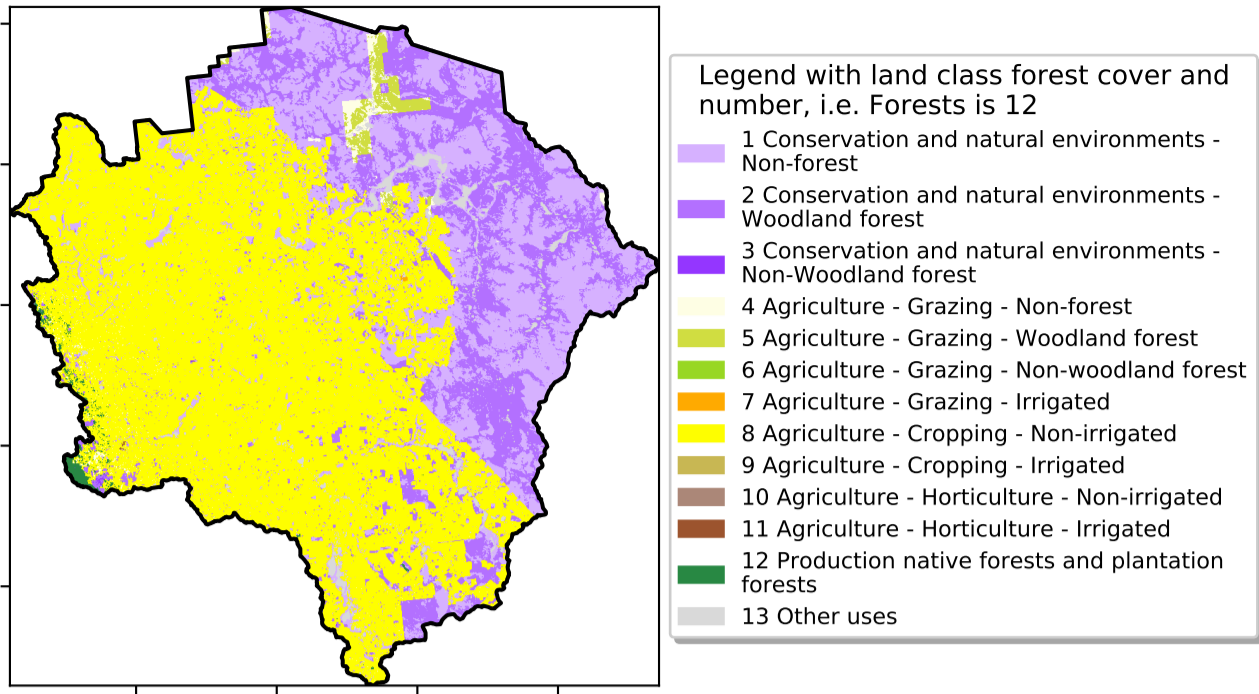 Legend with land class forest cover and
number, i.e. Forests is 12
1 Conservation and natural environments -
Non-forest
2 Conservation and natural environments -
Woodland forest
3 Conservation and natural environments -
Non-Woodland forest
4 Agriculture - Grazing - Non-forest
5 Agriculture - Grazing - Woodland forest
6 Agriculture - Grazing - Non-woodland forest
7 Agriculture - Grazing - Irrigated
8 Agriculture - Cropping - Non-irrigated
9 Agriculture - Cropping - Irrigated
10 Agriculture - Horticulture - Non-irrigated
11 Agriculture - Horticulture - Irrigated
12 Production native forests and plantation
forests
13 Other uses